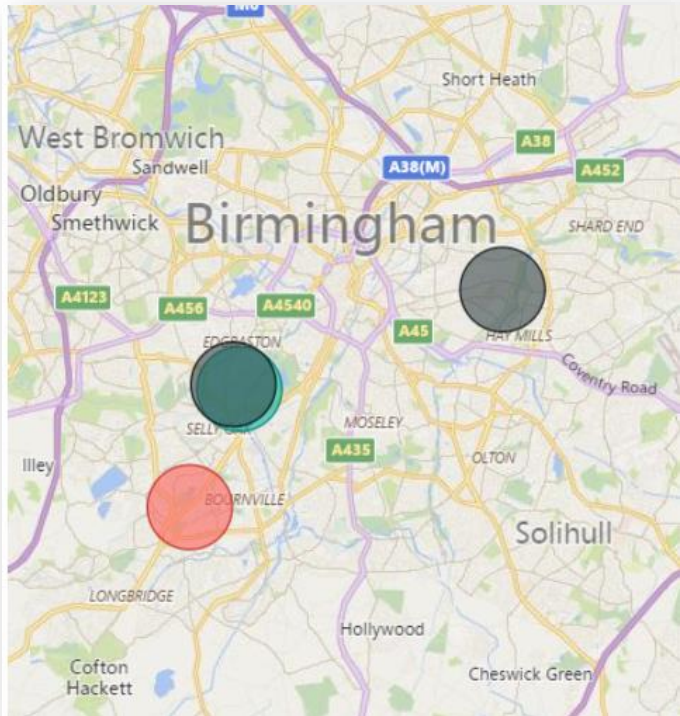 M6
Short Heath
West Bromwich
A38
Sandwell
A38(M)
A452
Oldbury
Smethwick
Birmingham
SHARD END
A4123
A456
A4540
A45
HAY MILLS
EDGBASTON
Coventry Road
MOSELEY
SELLY OAK
A435
Illey
OLTON
BOURNVILLE
Solihull
LONGBRIDGE
Hollywood
Cofton
Hackett
Cheswick Green